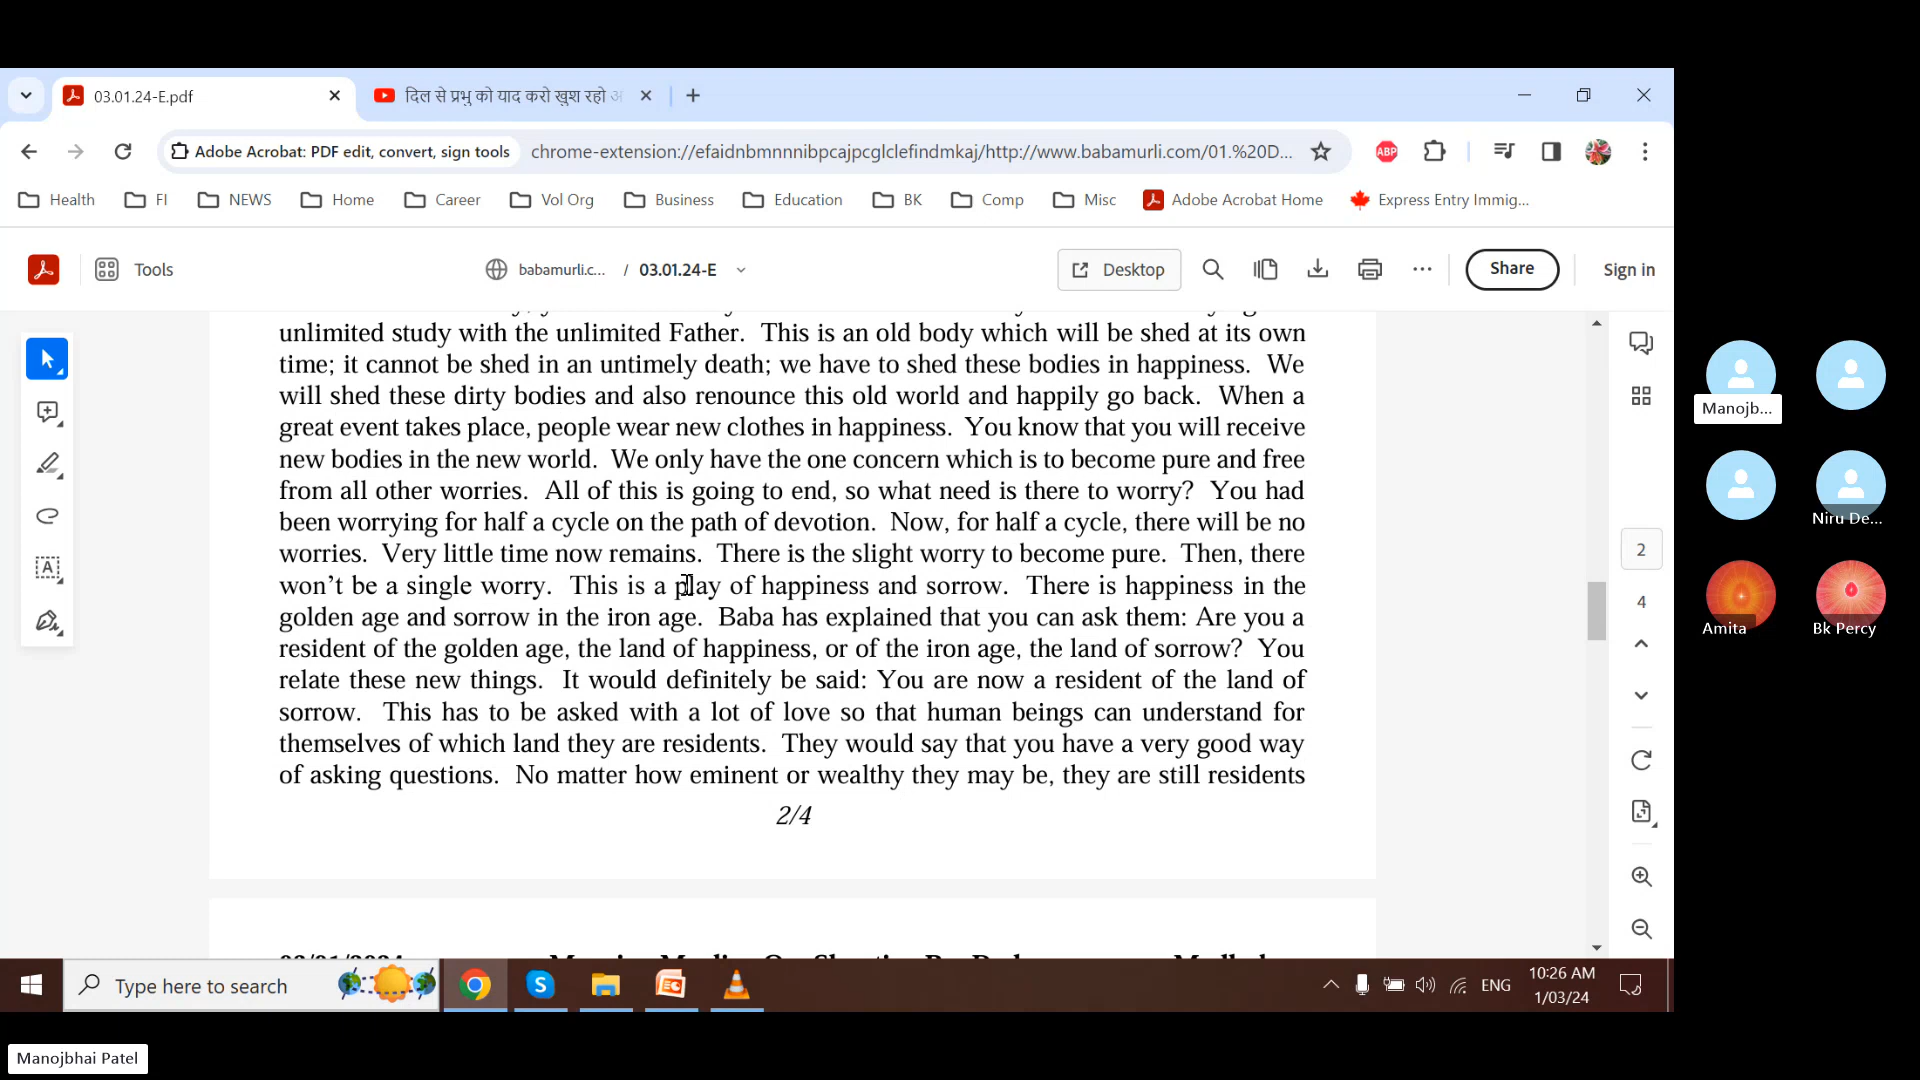 03.01.24-E.pdf
दिल से प्रभु को याद करो खुश रहो
Adobe Acrobat: PDF edit, convert, sign tools
chrome-extension://efaidnbmnnnibpcajpcglclefindmkaj/http://www.babamurli.com/01.%20D...
ABP
Health
FI
NEWS
Home
Career
Vol Org
Business
Education
BK
Comp
Misc
Adobe Acrobat Home
Express Entry Immig...
Tools
babamurli.c... / 03.01.24-E
Desktop
Share
Sign in
unlimited study with the unlimited Father. This is an old body which will be shed at its own
time; it cannot be shed in an untimely death; we have to shed these bodies in happiness. We
will shed these dirty bodies and also renounce this old world and happily go back. When a
great event takes place, people wear new clothes in happiness. You know that you will receive
new bodies in the new world. We only have the one concern which is to become pure and free
from all other worries. All of this is going to end, so what need is there to worry? You had
been worrying for half a cycle on the path of devotion. Now, for half a cycle, there will be no
worries. Very little time now remains. There is the slight worry to become pure. Then, there
won’t be a single worry. This is a play of happiness and sorrow. There is happiness in the
golden age and sorrow in the iron age. Baba has explained that you can ask them: Are you a
resident of the golden age, the land of happiness, or of the iron age, the land of sorrow? You
relate these new things. It would definitely be said: You are now a resident of the land of
sorrow. This has to be asked with a lot of love so that human beings can understand for
themselves of which land they are residents. They would say that you have a very good way
of asking questions. No matter how eminent or wealthy they may be, they are still residents
2/4
2
4
Manojb...
Niru De...
Amita
Bk Percy
Type here to search
ENG
10:26 AM
1/03/24
Manojbhai Patel